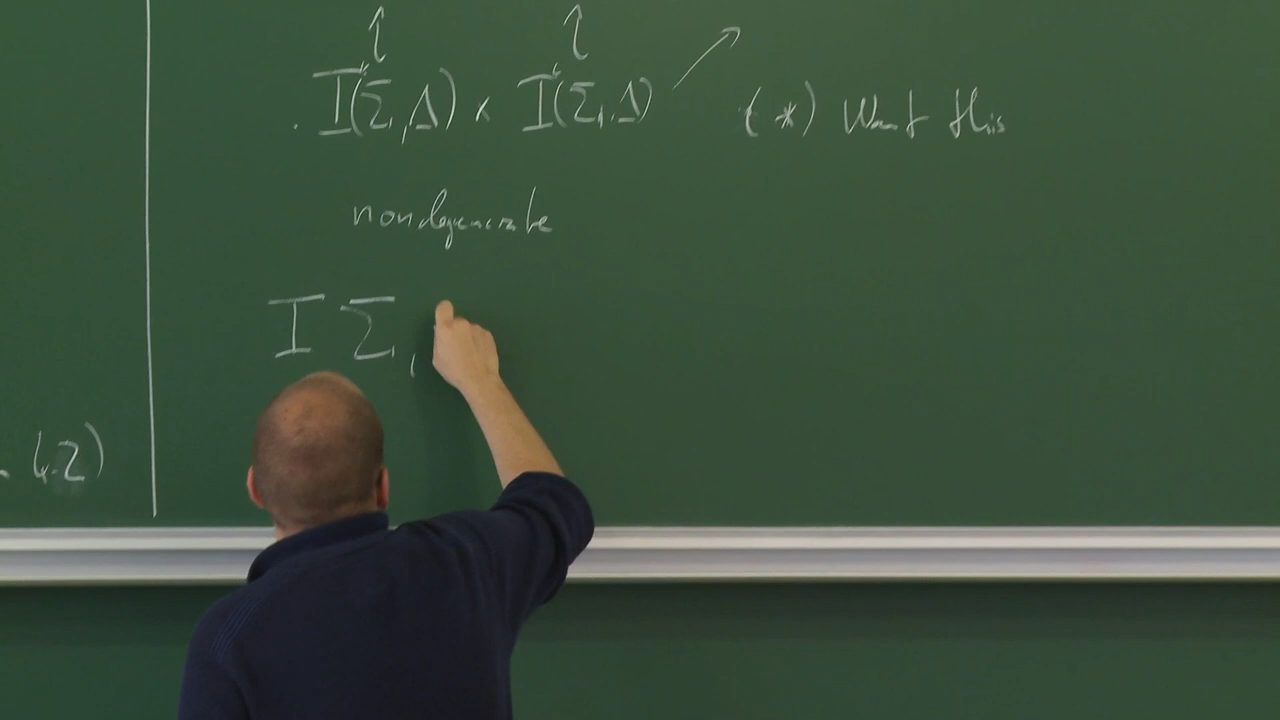 I(Σ,Δ) × I(Σ,Δ) (*) Want this
nondegenerate
I Σ,
4.2)